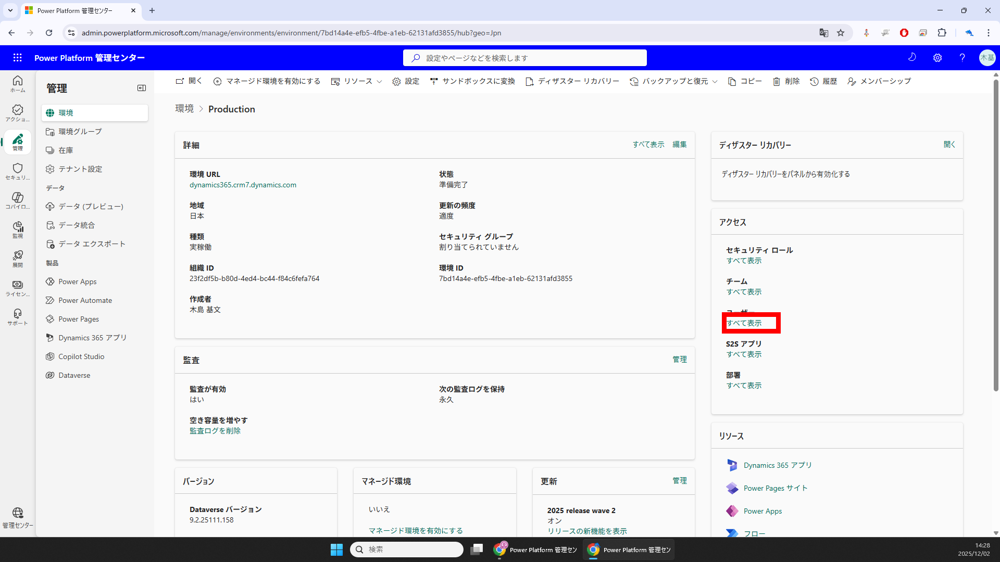 Power Platform 管理センター
admin.powerplatform.microsoft.com/manage/environments/environment/7bd14a4e-efb5-4fbe-a1eb-62131afd3855/hub?geo=Jpn
Power Platform 管理センター
設定やページなどを検索します
木基
ホーム
アクショ...
管理
セキュリ...
コパイロ...
監視
展開
ライセン...
サポート
管理センター
管理
環境
環境グループ
在庫
テナント設定
データ
データ (プレビュー)
データ統合
データ エクスポート
製品
Power Apps
Power Automate
Power Pages
Dynamics 365 アプリ
Copilot Studio
Dataverse
開く
マネージド環境を有効にする
リソース
設定
サンドボックスに変換
ディザスター リカバリー
バックアップと復元
コピー
削除
履歴
メンバーシップ
環境 > Production
詳細
すべて表示 編集
環境 URL
dynamics365.crm7.dynamics.com
状態
準備完了
地域
日本
更新の頻度
適度
種類
実稼働
セキュリティ グループ
割り当てられていません
組織 ID
23f2df5b-b80d-4ed4-bc44-f84c6fefa764
環境 ID
7bd14a4e-efb5-4fbe-a1eb-62131afd3855
作成者
木島 基文
監査
管理
監査が有効
はい
次の監査ログを保持
永久
空き容量を増やす
監査ログを削除
バージョン
Dataverse バージョン
9.2.25111.158
マネージド環境
いいえ
マネージド環境を有効にする
更新
管理
2025 release wave 2
オン
リリースの新機能を表示
ディザスター リカバリー
開く
ディザスター リカバリーをパネルから有効化する
アクセス
セキュリティ ロール
すべて表示
チーム
すべて表示
ユーザー
すべて表示
S2S アプリ
すべて表示
部署
すべて表示
リソース
Dynamics 365 アプリ
Power Pages サイト
Power Apps
フロー
検索
Power Platform 管理セン
Power Platform 管理セン
14:28
2025/12/02